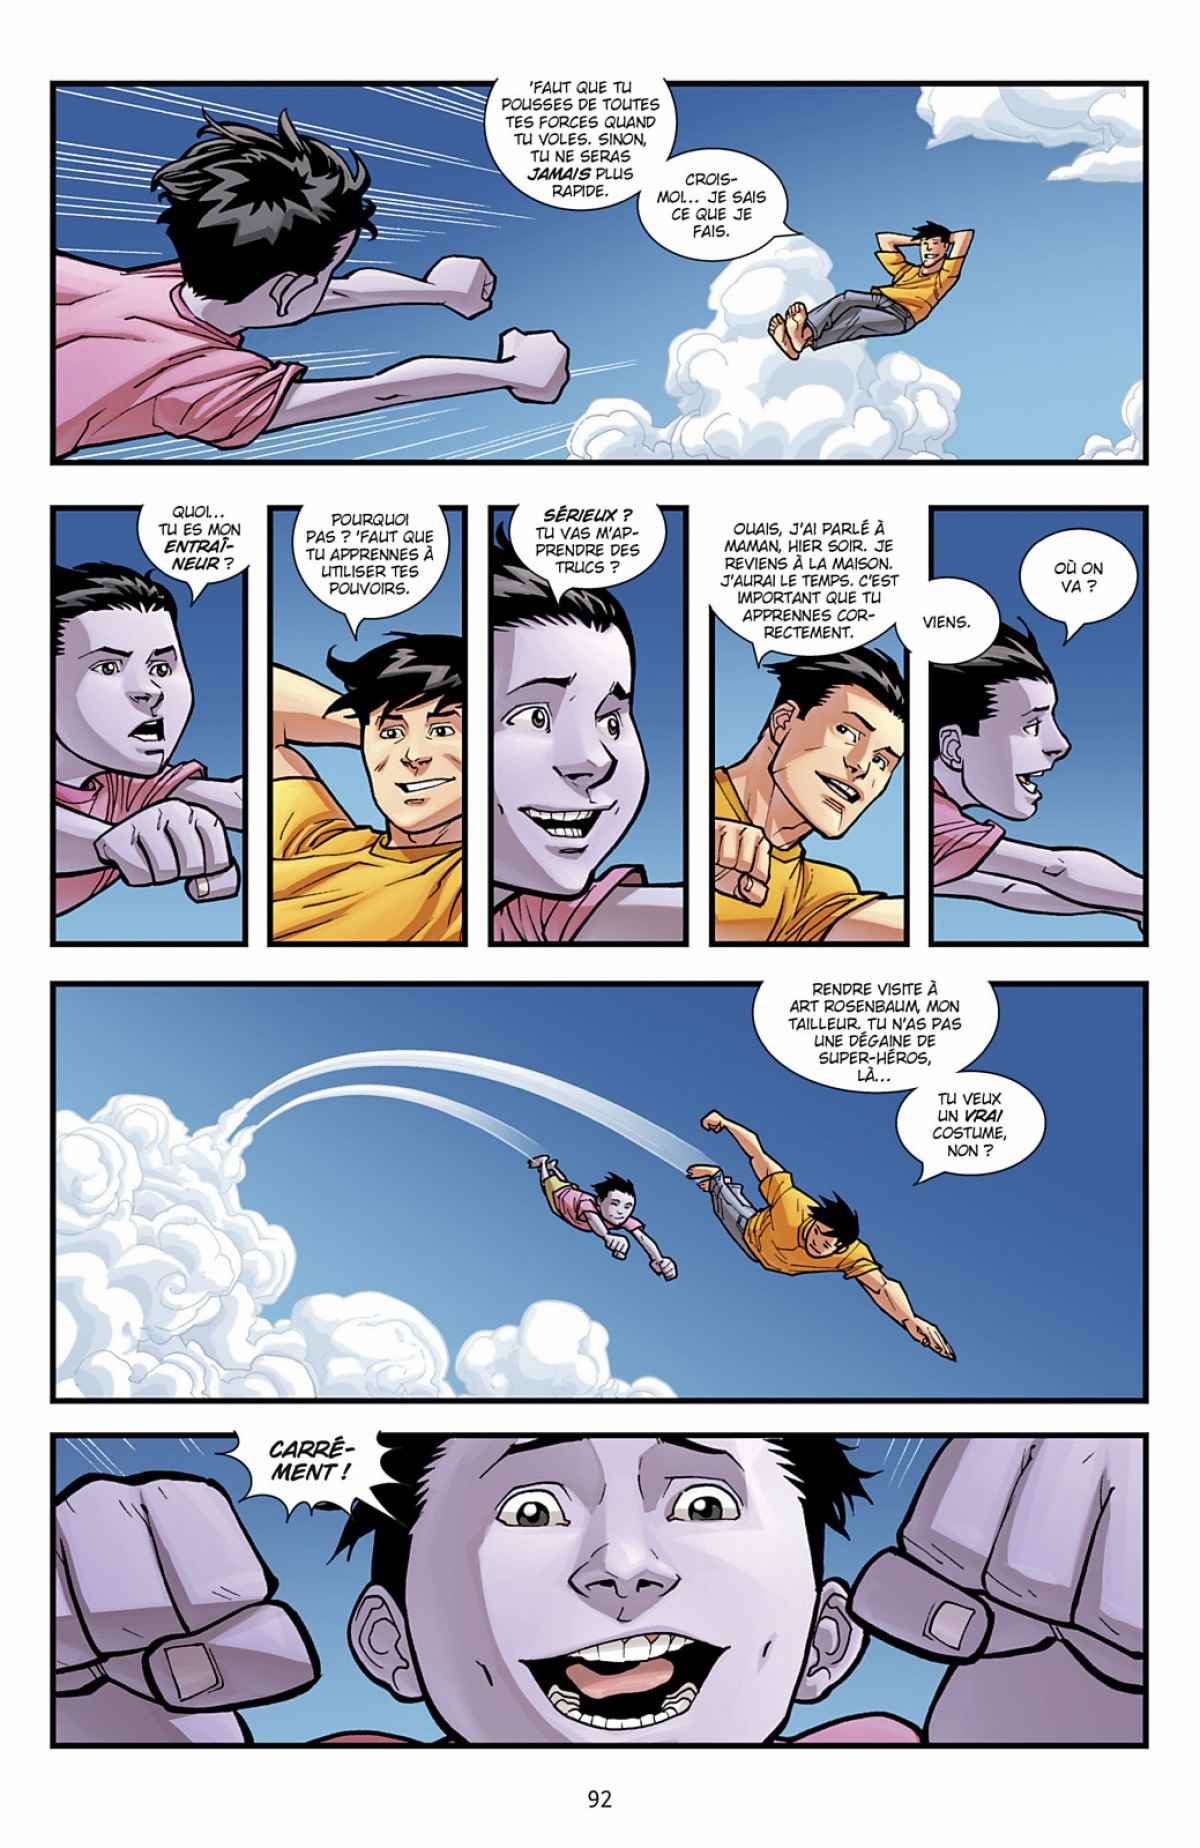 'FAUT QUE TU
POUSSES DE TOUTES
TES FORCES QUAND
TU VOLES. SINON,
TU NE SERAS
JAMAIS PLUS
RAPIDE.
CROIS-
MOI... JE SAIS
CE QUE JE
FAIS.
QUOI...
TU ES MON
ENTRAÎ-
NEUR ?
POURQUOI
PAS ? 'FAUT QUE
TU APPRENNES À
UTILISER TES
POUVOIRS.
SÉRIEUX ?
TU VAS M'AP-
PRENDRE DES
TRUCS ?
OUAIS, J'AI PARLÉ À
MAMAN, HIER SOIR. JE
REVIENS À LA MAISON.
J'AURAI LE TEMPS. C'EST
IMPORTANT QUE TU
APPRENNES COR-
RECTEMENT.
VIENS.
OÙ ON
VA ?
RENDRE VISITE À
ART ROSENBAUM, MON
TAILLEUR. TU N'AS PAS
UNE DÉGAINE DE
SUPER-HÉROS,
LÀ...
TU VEUX
UN VRAI
COSTUME,
NON ?
CARRÉ-
MENT !
92